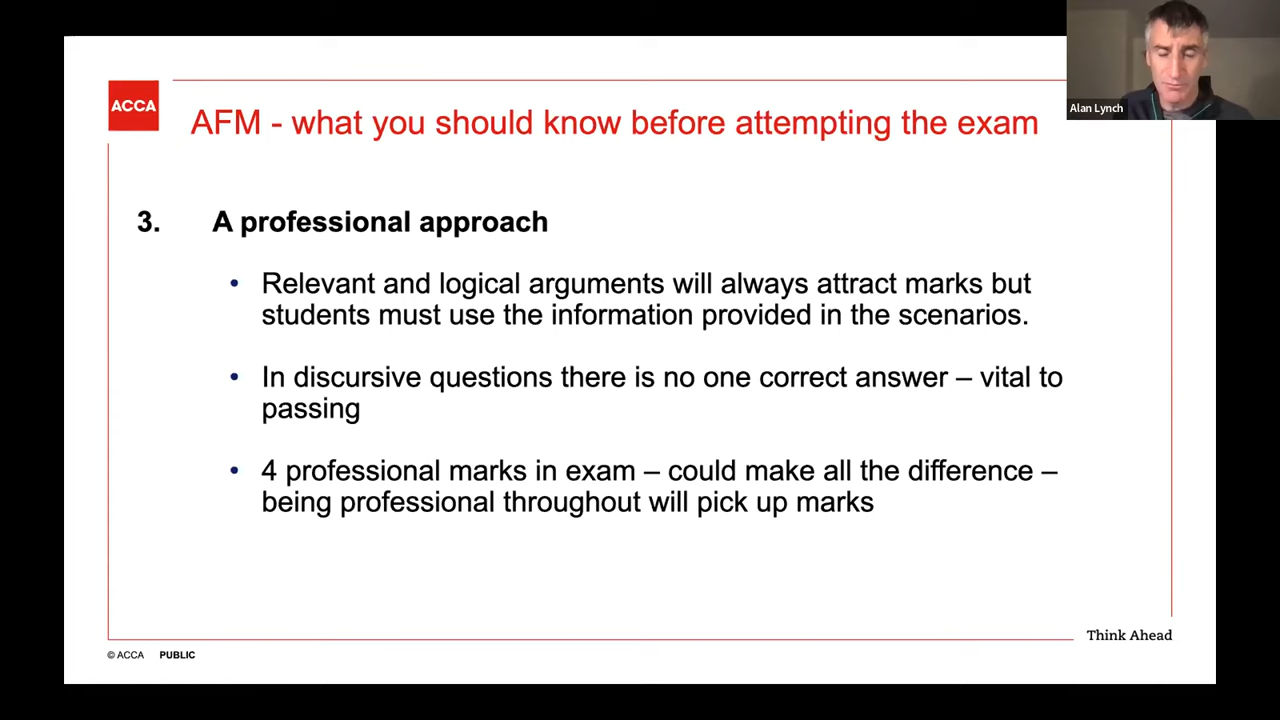 ACCA
AFM - what you should know before attempting the exam
Alan Lynch
3. A professional approach
• Relevant and logical arguments will always attract marks but
students must use the information provided in the scenarios.
• In discursive questions there is no one correct answer – vital to
passing
• 4 professional marks in exam – could make all the difference –
being professional throughout will pick up marks
Think Ahead
© ACCA PUBLIC